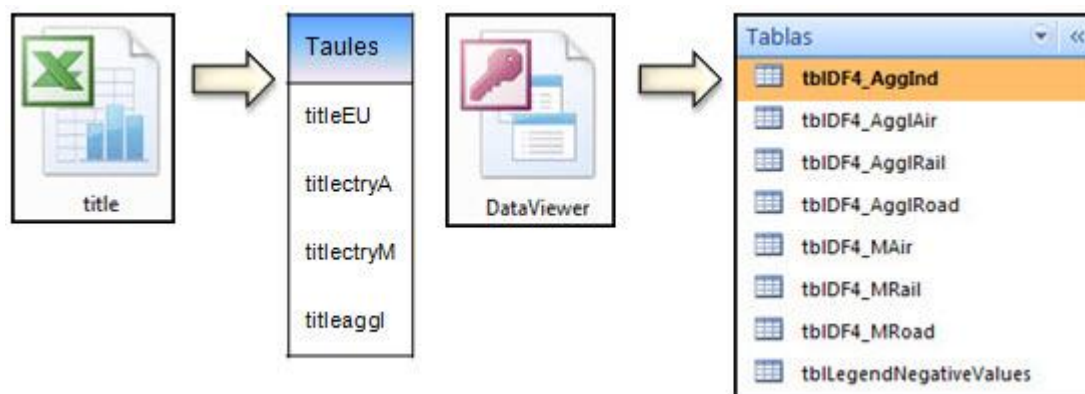 title
Taules
titleEU
titlectryA
titlectryM
titleaggl
DataViewer
Tablas
tblDF4_AggInd
tblDF4_AgglAir
tblDF4_AgglRail
tblDF4_AgglRoad
tblDF4_MAir
tblDF4_MRail
tblDF4_MRoad
tblLegendNegativeValues